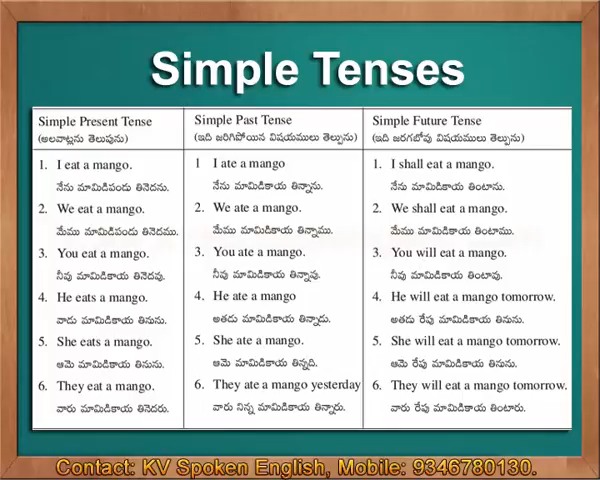 Simple Tenses
Simple Present Tense
(అలవాట్లను తెలుపును)
1. I eat a mango.
నేను మామిడిపండు తినెదను.
2. We eat a mango.
మేము మామిడిపండు తినెదము.
3. You eat a mango.
నీవు మామిడికాయ తినెదవు.
4. He eats a mango.
వాడు మామిడికాయ తినును.
5. She eats a mango.
ఆమె మామిడికాయ తినును.
6. They eat a mango.
వారు మామిడికాయ తినెదరు.
Simple Past Tense
(ఇది జరిగిపోయిన విషయములు తెల్పును)
1 I ate a mango
నేను మామిడికాయ తిన్నాను.
2. We ate a mango.
మేము మామిడికాయ తిన్నాము.
3. You ate a mango.
నీవు మామిడికాయ తిన్నావు.
4. He ate a mango
అతడు మామిడికాయ తిన్నాడు.
5. She ate a mango.
ఆమె మామిడికాయ తిన్నది.
6. They ate a mango yesterday
వారు నిన్న మామిడికాయ తిన్నారు.
Simple Future Tense
(ఇది జరగబోవు విషయములు తెల్పును)
1. I shall eat a mango.
నేను మామిడికాయ తింటాను.
2. We shall eat a mango.
మేము మామిడికాయ తింటాము.
3. You will eat a mango.
నీవు మామిడికాయ తింటావు.
4. He will eat a mango tomorrow.
అతడు రేపు మామిడికాయ తినును.
5. She will eat a mango tomorrow.
ఆమె రేపు మామిడికాయ తినును.
6. They will eat a mango tomorrow.
వారు రేపు మామిడికాయ తింటారు.
Contact: KV Spoken English, Mobile: 9346780130.